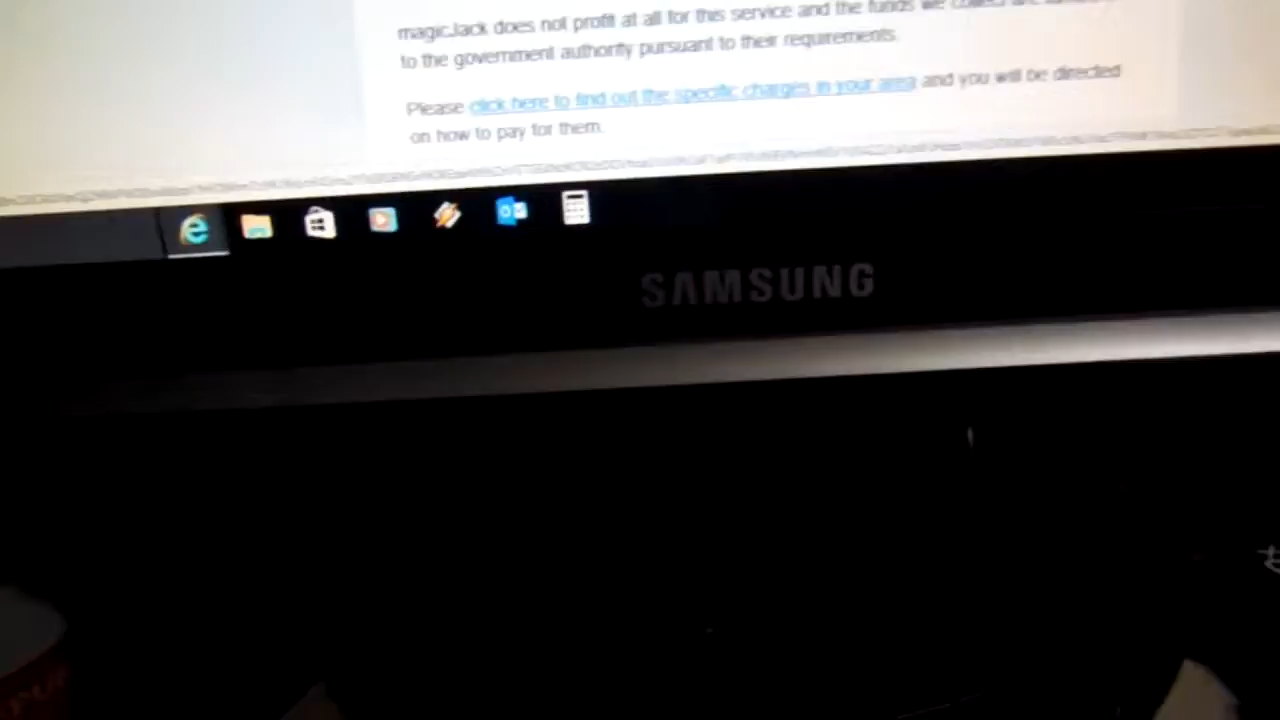 magicJack does not profit at all for this service and the funds we
to the government authority pursuant to their requirements.
Please click here to find out the specific charges in your area and you will be directed
on how to pay for them.
SAMSUNG